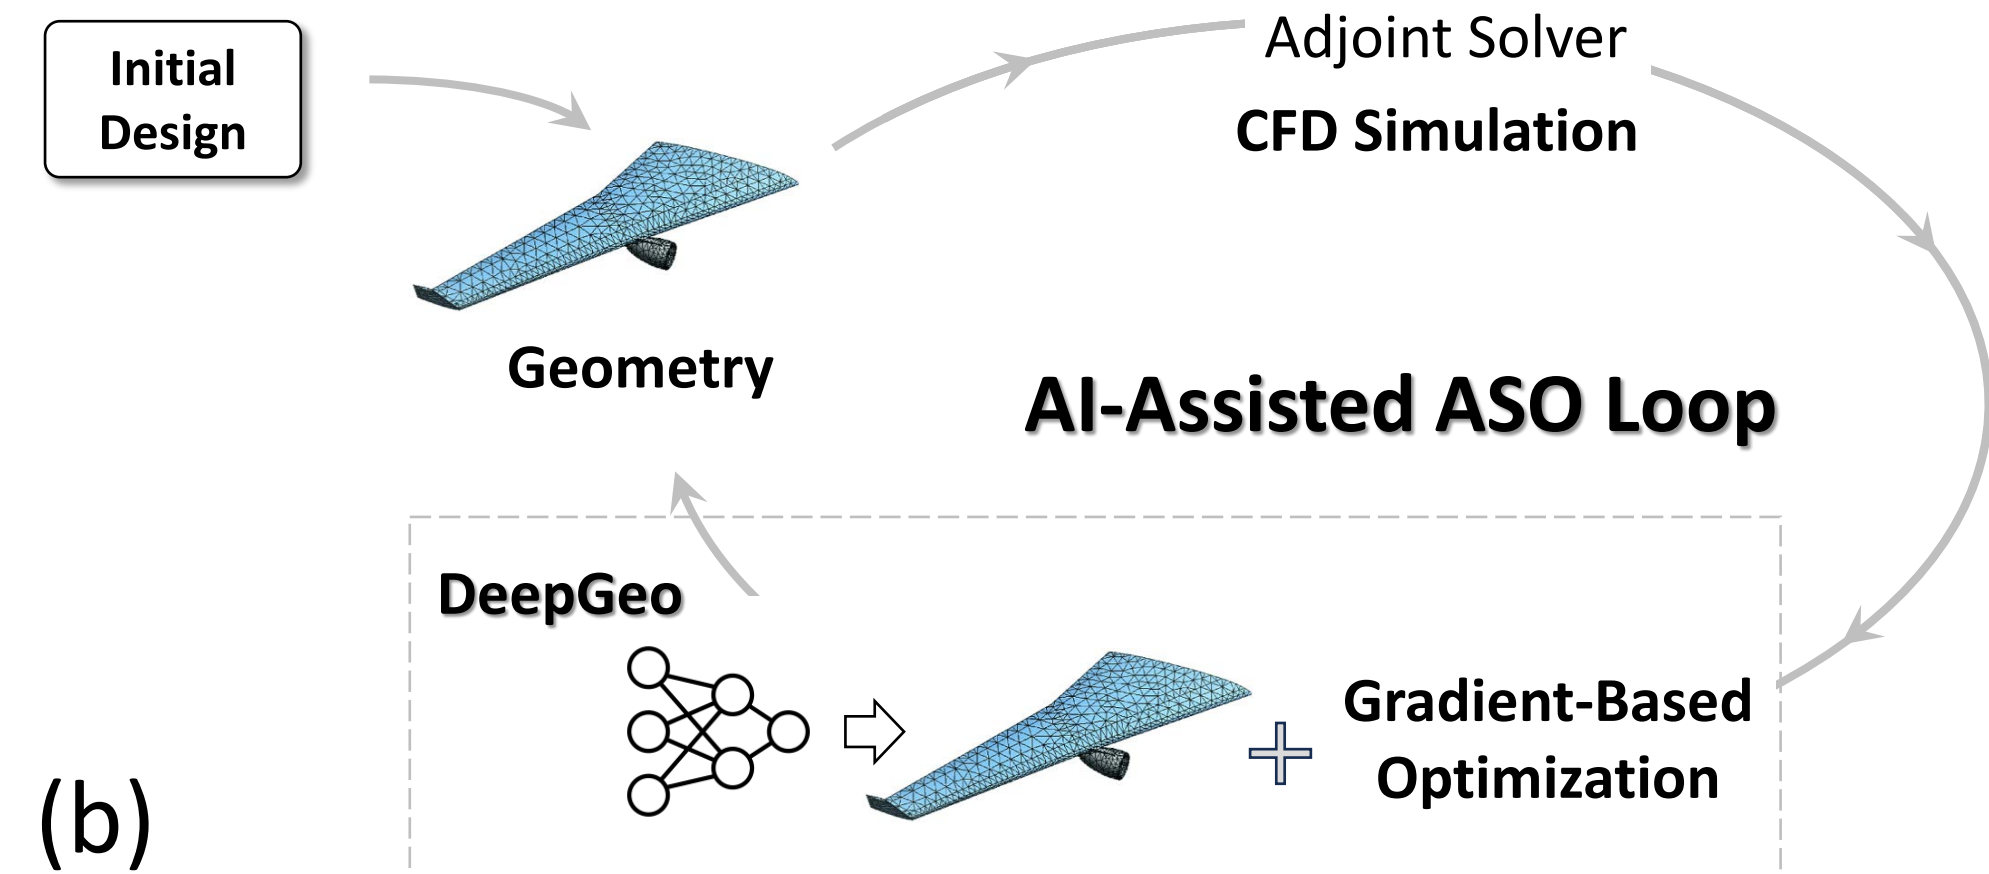 Initial
Design
Adjoint Solver
CFD Simulation
Geometry
AI-Assisted ASO Loop
DeepGeo
Gradient-Based
Optimization
(b)